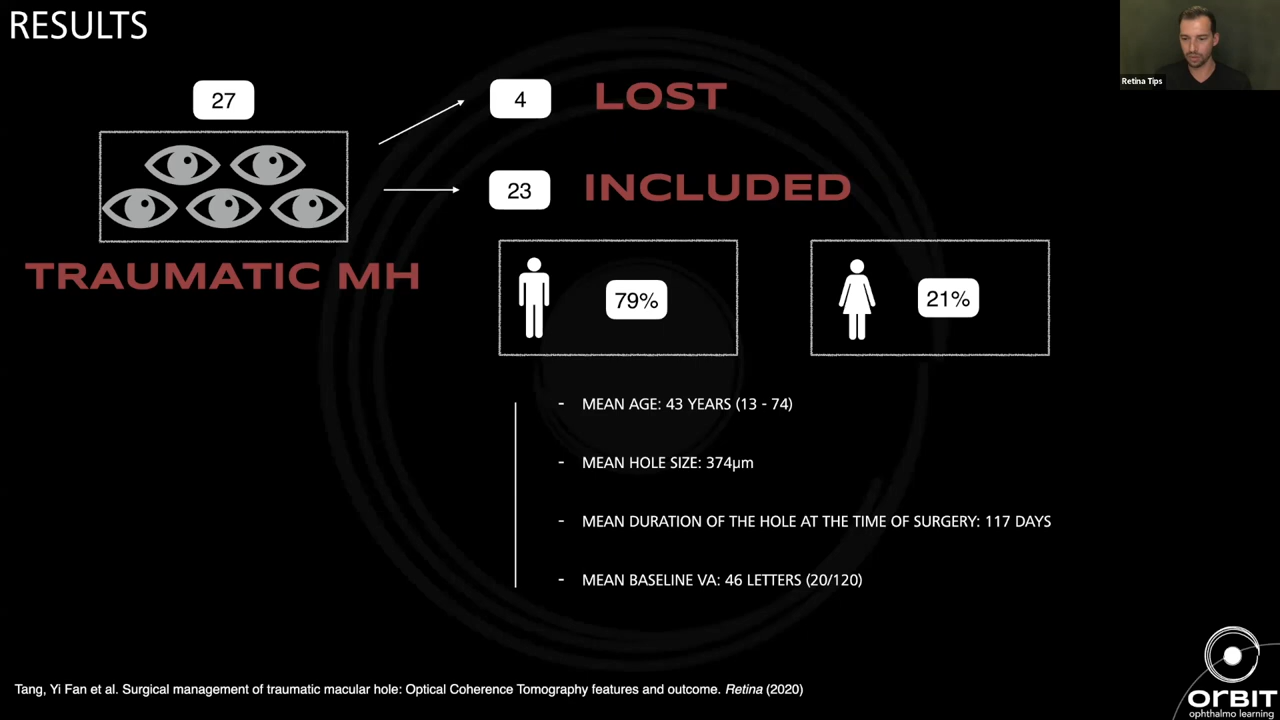 RESULTS
Retina Tips
27
4
LOST
23
INCLUDED
TRAUMATIC MH
79%
21%
- MEAN AGE: 43 YEARS (13 - 74)
- MEAN HOLE SIZE: 374µm
- MEAN DURATION OF THE HOLE AT THE TIME OF SURGERY: 117 DAYS
- MEAN BASELINE VA: 46 LETTERS (20/120)
Tang, Yi Fan et al. Surgical management of traumatic macular hole: Optical Coherence Tomography features and outcome. Retina (2020)
ORBIT
ophthalmo learning